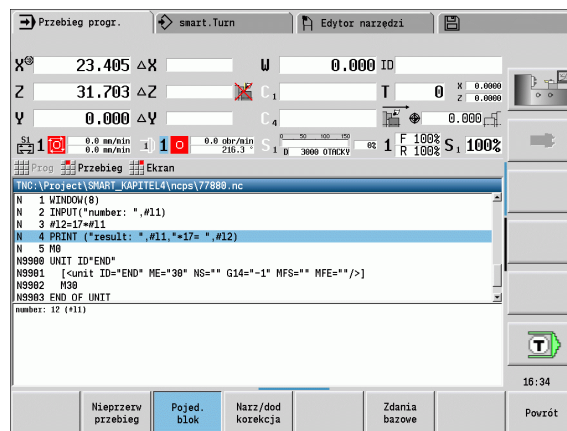 Przebieg progr. smart.Turn Edytor narzędzi
X 23.405 ΔX W 0.000 ID
Z 31.703 ΔZ C1 T 0 X 0.0000
Z 0.0000
Y 0.000 ΔY C4 0.000
S1 1 0.0 mm/min 0.0 mm/min 1 1 0.0 obr/min 216.3 ° S1 0 50 100 150 D 3000 OTACKY 0% 1 F 100% R 100% S1 100%
Prog Przebieg Ekran
TNC:\Project\SMART_KAPITEL4\ncps\77880.nc
N 1 WINDOW(8)
N 2 INPUT("number: ",#l1)
N 3 #l2=17*#l1
N 4 PRINT ("result: ",#l1,"*17= ",#l2)
N 5 M0
N9900 UNIT ID"END"
N9901 [<unit ID="END" ME="30" NS="" G14="-1" MFS="" MFE=""/>]
N9902 M30
N9903 END OF UNIT
number: 12 (#l1)
T
16:34
Nieprzerw przebieg Pojed. blok Narz/dod korekcja Zdania bazowe Powrót